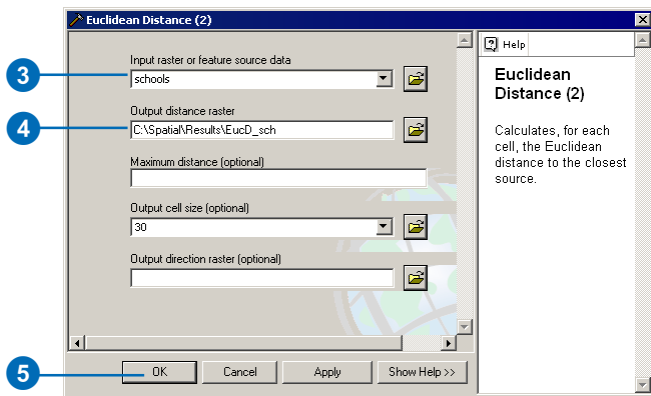 Euclidean Distance (2)
3
Input raster or feature source data
schools
4
Output distance raster
C:\Spatial\Results\EucD_sch
Maximum distance (optional)
Output cell size (optional)
30
Output direction raster (optional)
5
OK
Cancel
Apply
Show Help >>
Help
Euclidean
Distance (2)
Calculates, for each
cell, the Euclidean
distance to the closest
source.